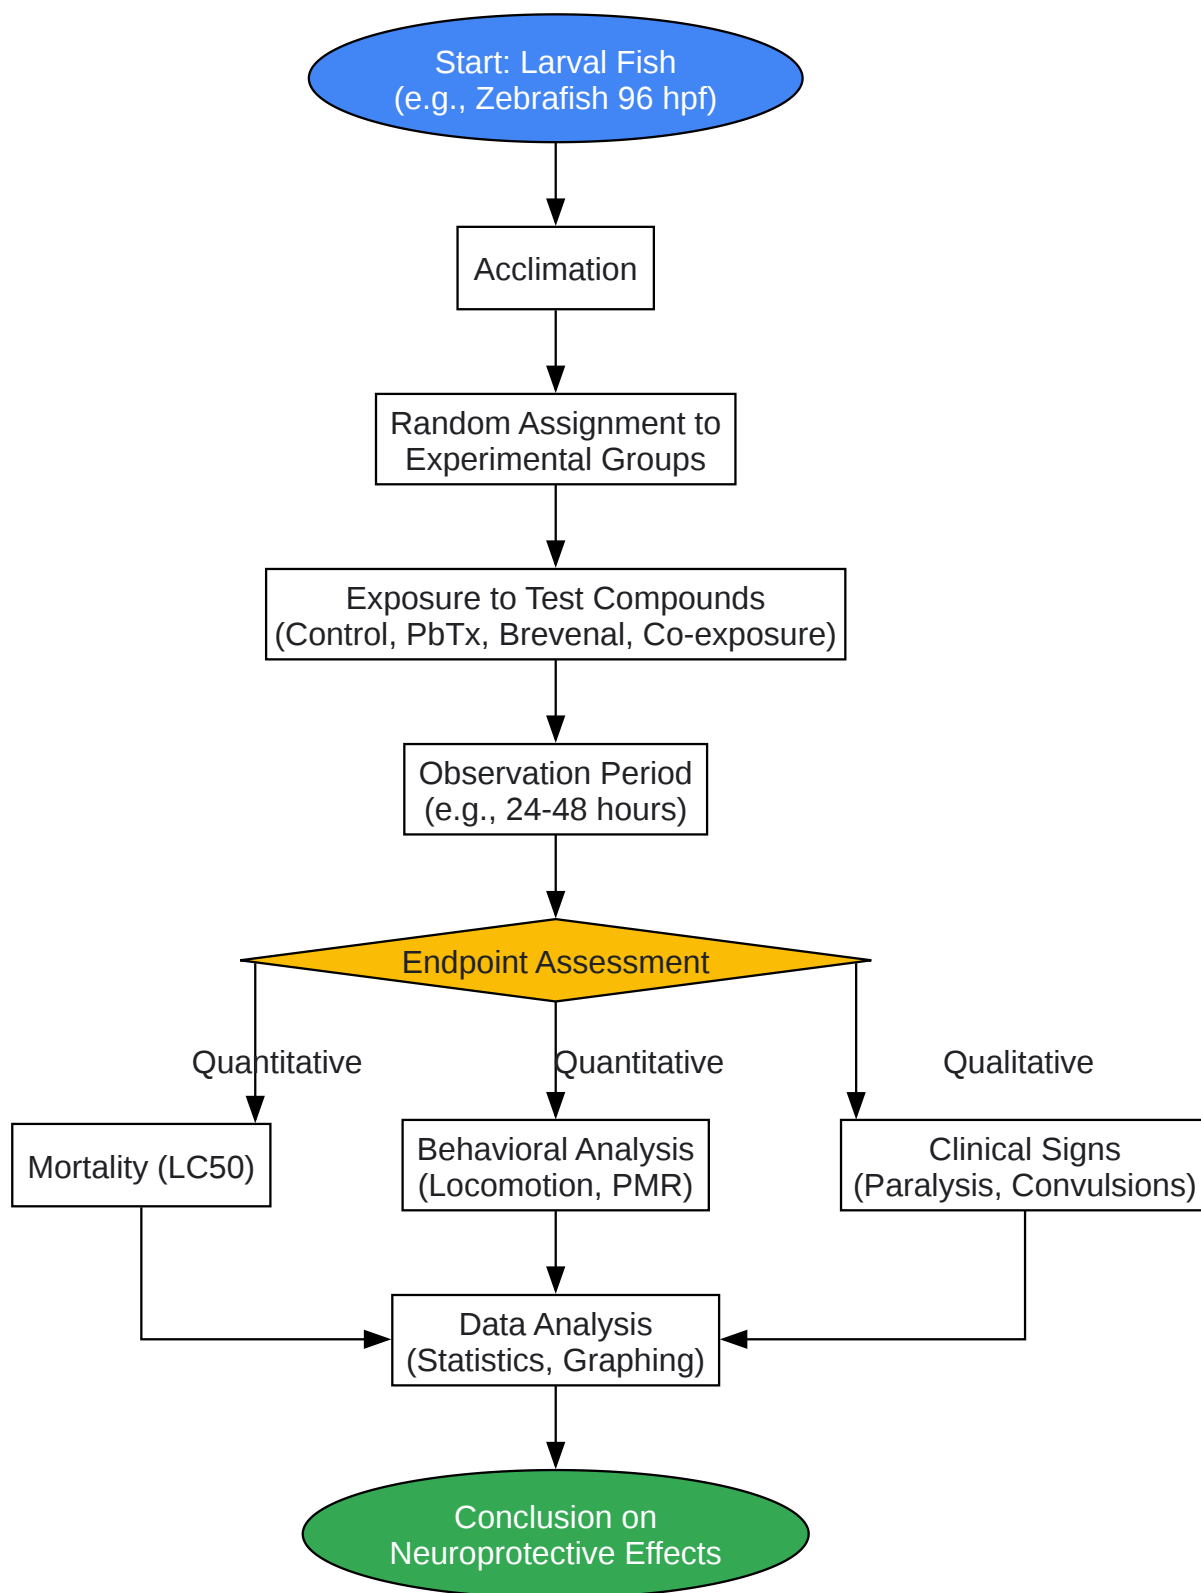 Start: Larval Fish
(e.g., Zebrafish 96 hpf)
Acclimation
Random Assignment to
Experimental Groups
Exposure to Test Compounds
(Control, PbTx, Brevenal, Co-exposure)
Observation Period
(e.g., 24-48 hours)
Endpoint Assessment
Quantitative
Quantitative
Qualitative
Mortality (LC50)
Behavioral Analysis
(Locomotion, PMR)
Clinical Signs
(Paralysis, Convulsions)
Data Analysis
(Statistics, Graphing)
Conclusion on
Neuroprotective Effects